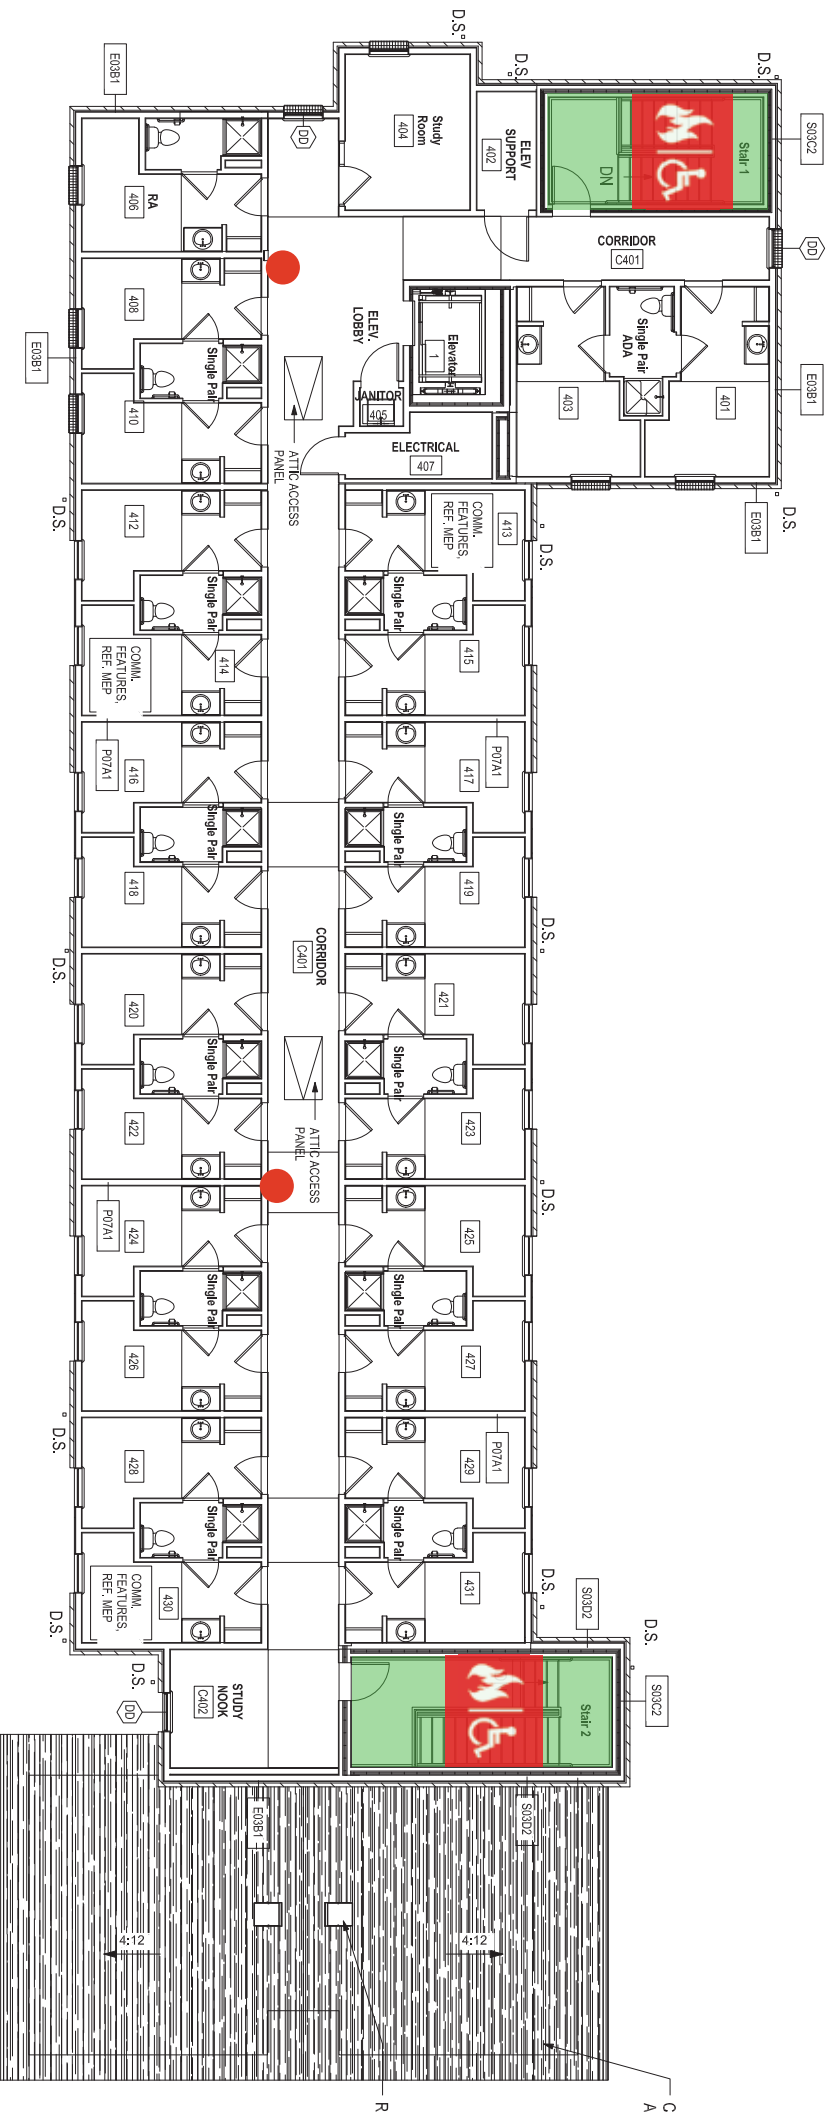 D.S.
D.S.
D.S.
E03B1
S03C2
Stair 1
DN
Study
Room
404
ELEV
SUPPORT
402
DD
RA
406
CORRIDOR
C401
DD
408
ELEV.
LOBBY
Elevator
1
Single Pair
ADA
E03B1
Single Pair
JANITOR
405
403
401
E03B1
410
ELECTRICAL
407
ATTIC ACCESS
PANEL
D.S.
412
COMM.
FEATURES,
REF. MEP
413
D.S.
E03B1
D.S.
Single Pair
Single Pair
COMM.
FEATURES,
REF. MEP
414
415
P07A1
416
417
P07A1
Single Pair
Single Pair
418
419
D.S.
CORRIDOR
C401
D.S.
420
421
Single Pair
Single Pair
ATTIC ACCESS
PANEL
422
423
D.S.
P07A1
424
425
Single Pair
Single Pair
426
427
D.S.
428
429
P07A1
Single Pair
Single Pair
COMM.
FEATURES,
REF. MEP
430
431
D.S.
S03D2
D.S.
D.S.
D.S.
STUDY
NOOK
C402
DD
Stair 2
S03C2
E03B1
S03D2
4:12
4:12
C
A
R